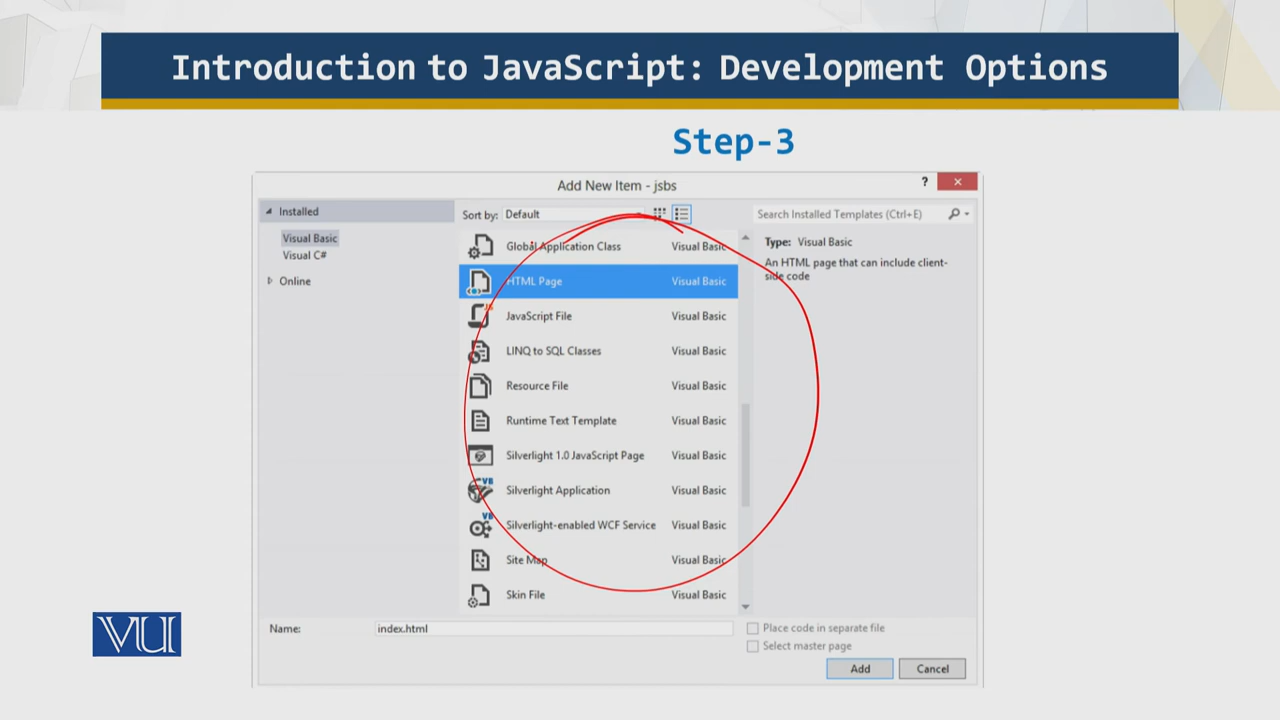 Introduction to JavaScript: Development Options
Step-3
Add New Item - jsbs
?
Installed
Sort by: Default
Search Installed Templates (Ctrl+E)
Visual Basic
Visual C#
Online
Global Application Class Visual Basic
HTML Page Visual Basic
JavaScript File Visual Basic
LINQ to SQL Classes Visual Basic
Resource File Visual Basic
Runtime Text Template Visual Basic
Silverlight 1.0 JavaScript Page Visual Basic
Silverlight Application Visual Basic
Silverlight-enabled WCF Service Visual Basic
Site Map Visual Basic
Skin File Visual Basic
Type: Visual Basic
An HTML page that can include client-
side code
Name: index.html
Place code in separate file
Select master page
Add Cancel
VU